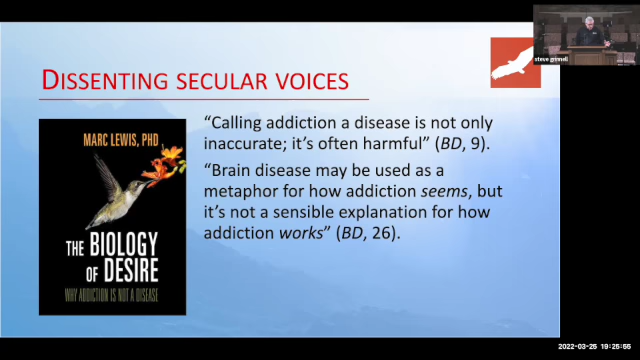 DISSENTING SECULAR VOICES
steve grinnell
MARC LEWIS, PHD
THE BIOLOGY
OF DESIRE
WHY ADDICTION IS NOT A DISEASE
“Calling addiction a disease is not only
inaccurate; it’s often harmful” (BD, 9).
“Brain disease may be used as a
metaphor for how addiction seems, but
it’s not a sensible explanation for how
addiction works” (BD, 26).
2022-03-25 19:25:55